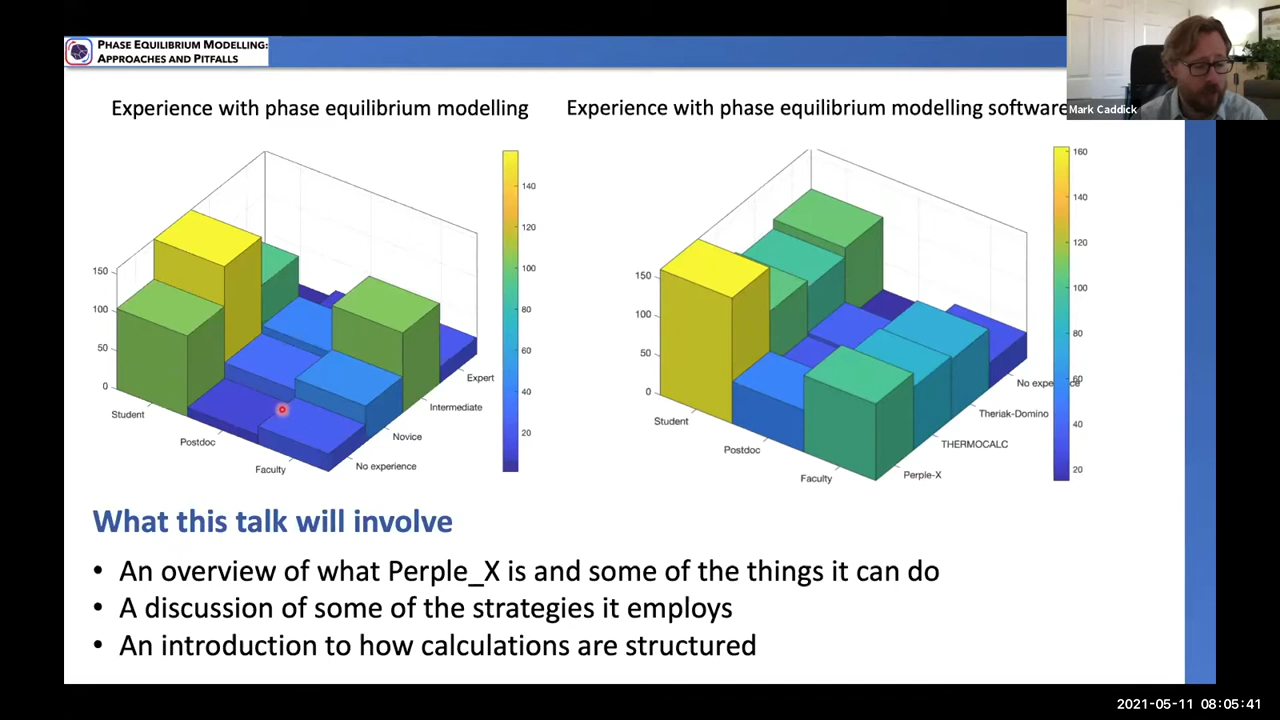 PHASE EQUILIBRIUM MODELLING:
APPROACHES AND PITFALLS
Mark Caddick
Experience with phase equilibrium modelling
150
100
50
0
Student
Postdoc
Faculty
No experience
Novice
Intermediate
Expert
140
120
100
80
60
40
20
Experience with phase equilibrium modelling software
150
100
50
0
Student
Postdoc
Faculty
Perple-X
THERMOCALC
Theriak-Domino
No experience
160
140
120
100
80
60
40
20
What this talk will involve
• An overview of what Perple_X is and some of the things it can do
• A discussion of some of the strategies it employs
• An introduction to how calculations are structured
2021-05-11 08:05:41